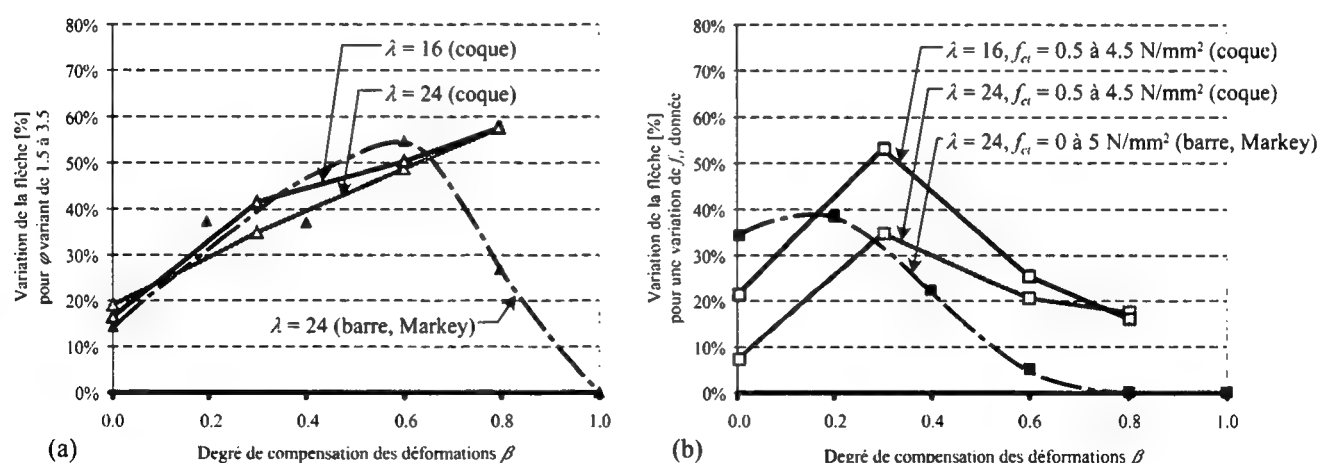 Variation de la flèche [%]
pour φ variant de 1.5 à 3.5
80%
70%
60%
50%
40%
30%
20%
10%
0%
λ = 16 (coque)
λ = 24 (coque)
λ = 24 (barre, Markey)
0.0 0.2 0.4 0.6 0.8 1.0
(a) Degré de compensation des déformations β
Variation de la flèche [%]
pour une variation de fct donnée
80%
70%
60%
50%
40%
30%
20%
10%
0%
λ = 16, fct = 0.5 à 4.5 N/mm² (coque)
λ = 24, fct = 0.5 à 4.5 N/mm² (coque)
λ = 24, fct = 0 à 5 N/mm² (barre, Markey)
0.0 0.2 0.4 0.6 0.8 1.0
(b) Degré de compensation des déformations β